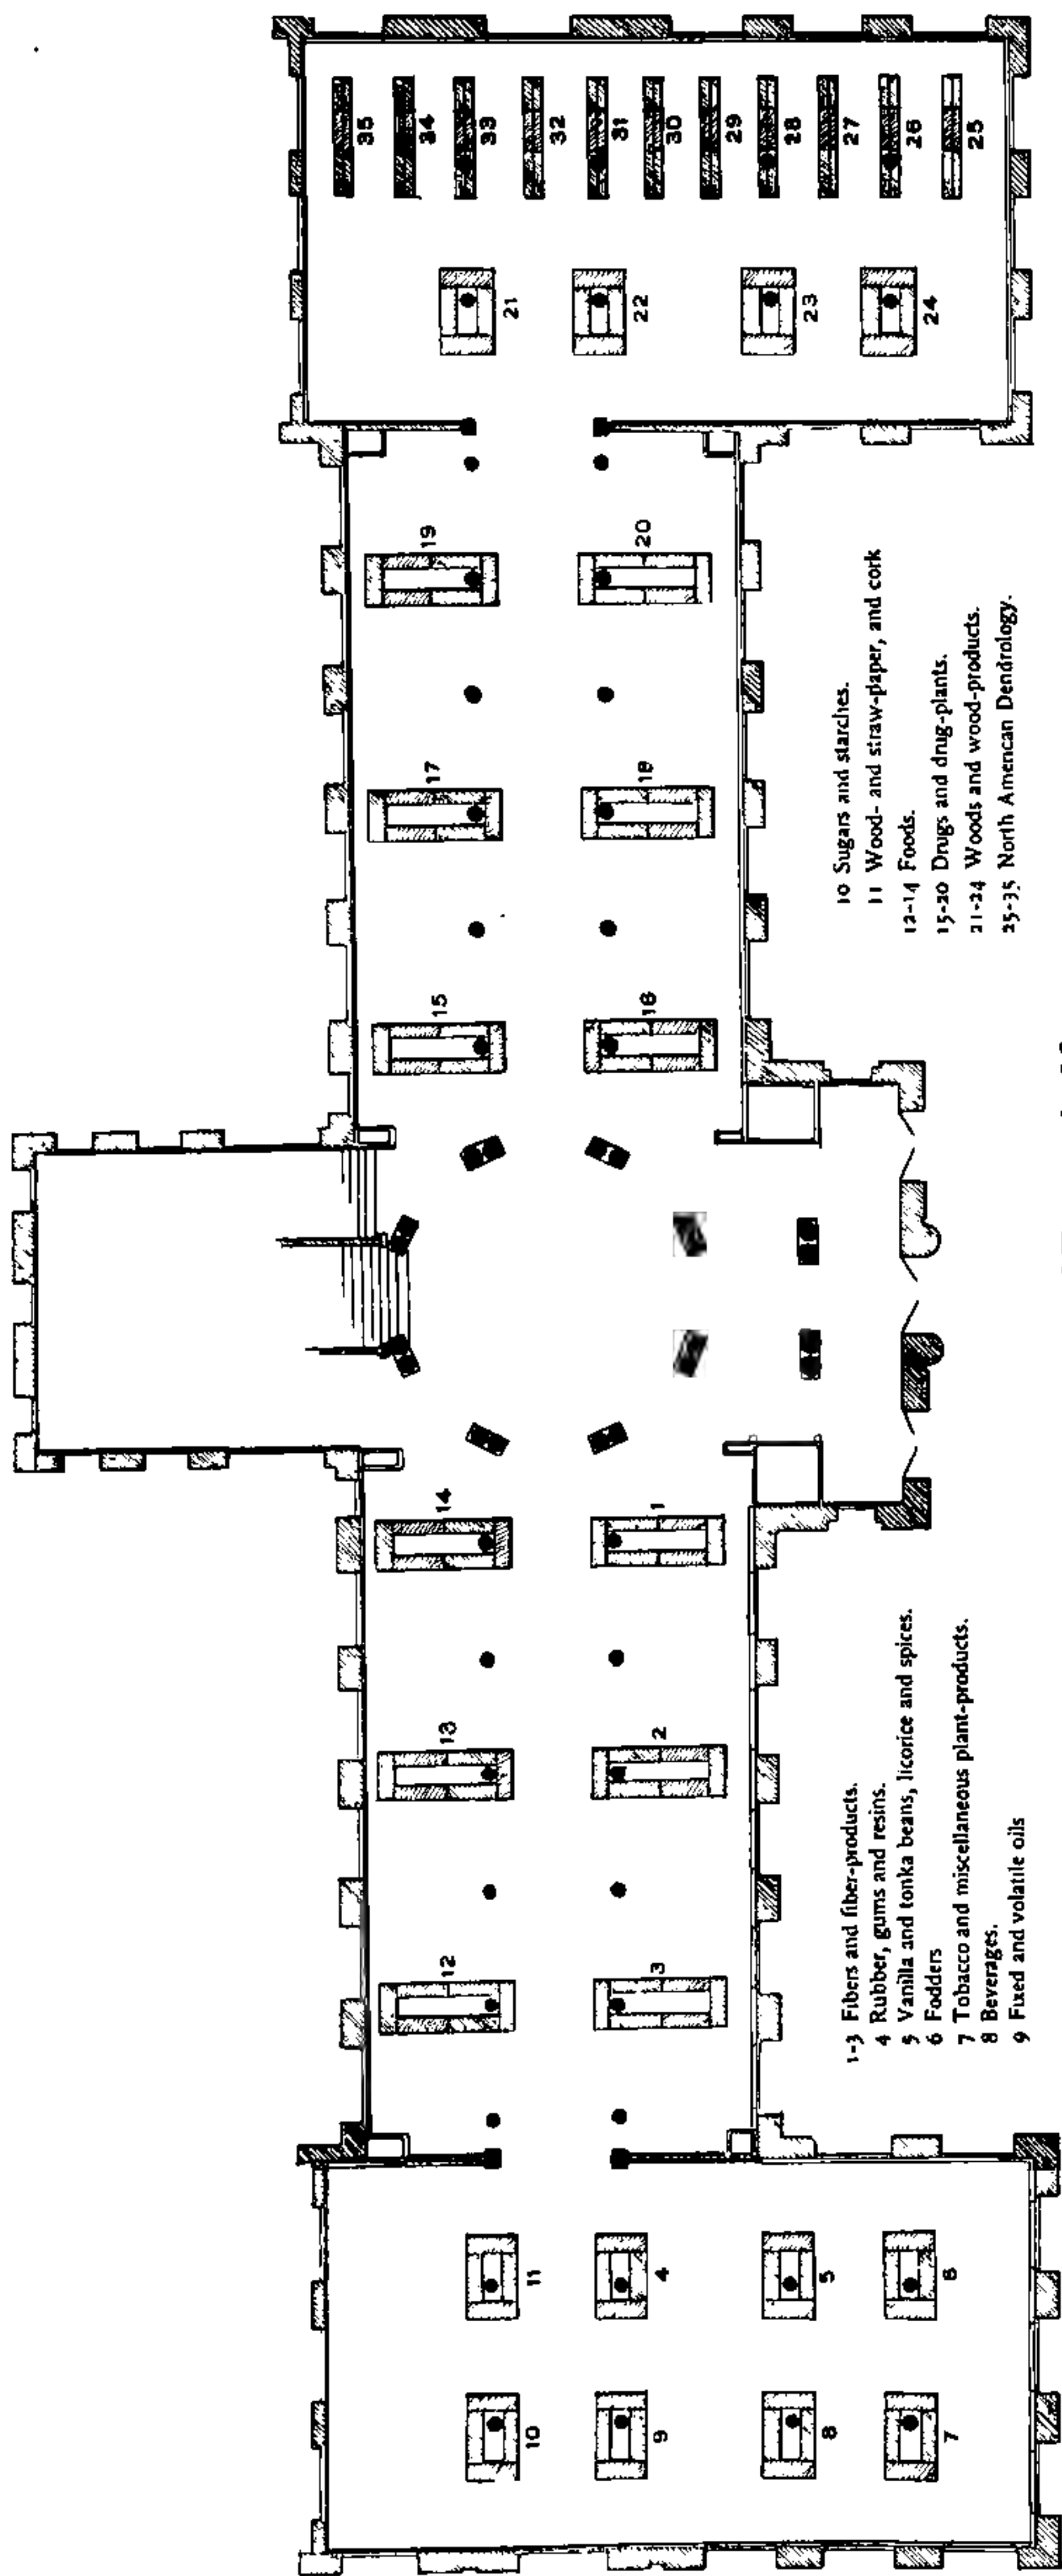 35
34
33
32
31
30
29
28
27
26
25
21
22
23
24
19
20
17
18
15
16
14
1
13
2
12
3
11
4
5
6
10
9
8
7
1-3 Fibers and fiber-products.
4 Rubber, gums and resins.
5 Vanilla and tonka beans, licorice and spices.
6 Fodders
7 Tobacco and miscellaneous plant-products.
8 Beverages.
9 Fixed and volatile oils
10 Sugars and starches.
11 Wood- and straw-paper, and cork
12-14 Foods.
15-20 Drugs and drug-plants.
21-24 Woods and wood-products.
25-35 North American Dendrology.